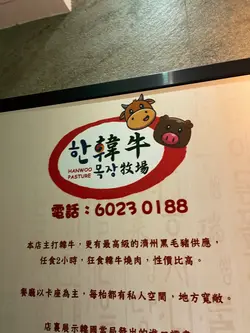 한韓牛
HANWOO
PASTURE
목장牧場
電話：6023 0188
本店主打韓牛，更有最高級的濟州黑毛豬供應，
任食2小時，狂食韓牛燒肉，性價比高。
餐廳以卡座為主，每枱都有私人空間，地方寬敞。